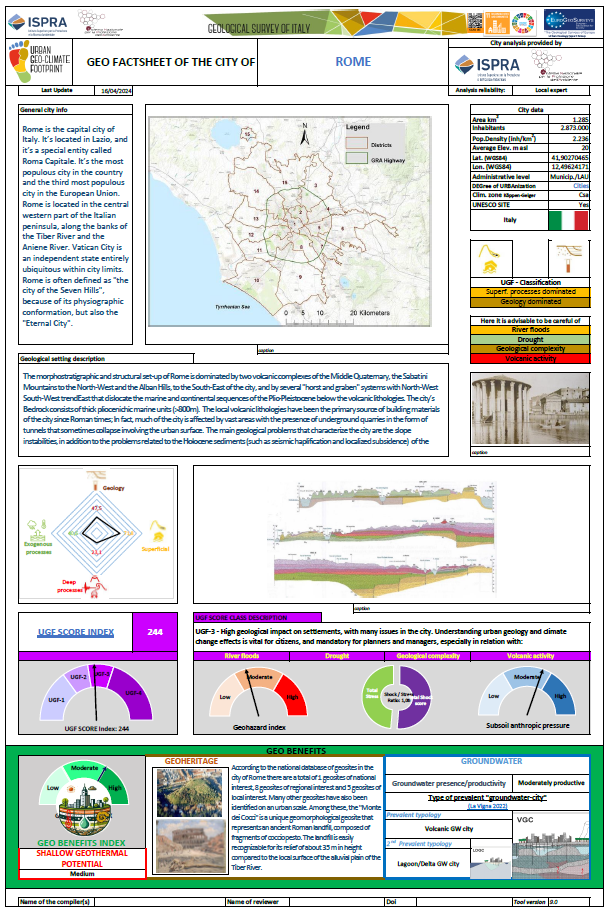 ISPRA
GEOLOGICAL SURVEY OF ITALY
EUROGEOSURVEYS
URBAN
GEO-CLIMATE
FOOTPRINT
GEO FACTSHEET OF THE CITY OF
ROME
City analysis provided by
ISPRA
Last Update
16/04/2024
Analysis reliability:
Local expert
General city info
Rome is the capital city of
Italy. It's located in Lazio, and
it's a special entity called
Roma Capitale. It's the most
populous city in the country
and the third most populous
city in the European Union.
Rome is located in the central
western part of the Italian
peninsula, along the banks of
the Tiber River and the
Aniene River. Vatican City is
an independent state entirely
ubiquitous within city limits.
Rome is often defined as "the
city of the Seven Hills",
because of its physiographic
conformation, but also the
"Eternal City".
N
Legend
Districts
GRA Highway
15
14
13
12
11
10
9
Tyrrhenian Sea
0 5 10 20 Kilometers
caption
City data
Area km²
1.285
Inhabitants
2.873.000
Pop.Density (inh/km²)
2.236
Average Elev. m asl
20
Lat. (WGS84)
41,90270465
Lon. (WGS84)
12,49624171
Administrative level
Municip./LAU
DEGree of URBAnization
Cities
Clim. zone Köppen-Geiger
Csa
UNESCO SITE
Yes
Italy
UGF - Classification
Superf. processes dominated
Geology dominated
Here it is advisable to be careful of
River floods
Drought
Geological complexity
Volcanic activity
caption
Geological setting description
The morphostratigraphic and structural set-up of Rome is dominated by two volcanic complexes of the Middle Quaternary, the Sabatini
Mountains to the North-West and the Alban Hills, to the South-East of the city, and by several "horst and graben" systems with North-West
South-West trendEast that dislocate the marine and continental sequences of the Plio-Pleistocene below the volcanic lithologies. The city's
Bedrock consists of thick pliocenihic marine units (>800m). The local volcanic lithologies have been the primary source of building materials
of the city since Roman times; In fact, much of the city is affected by vast areas with the presence of underground quarries in the form of
tunnels that sometimes collapse involving the urban surface. The main geological problems that characterize the city are the slope
instabilities, in addition to the problems related to the Holocene sediments (such as seismic haplification and localized subsidence) of the
Geology
47,5
Exogenous
processes
Superficial
23,1
Deep
processes
caption
UGF SCORE INDEX
244
UGF SCORE CLASS DESCRIPTION
UGF-3 - High geological impact on settlements, with many issues in the city. Understanding urban geology and climate
change effects is vital for citizens, and mandatory for planners and managers, especially in relation with:
River floods
Drought
Geological complexity
Volcanic activity
UGF-1
UGF-2
UGF SCORE Index: 244
Low
Moderate
High
Geohazard index
Total
Stress
Shock / Stress
Low
Moderate
High
Subsoil anthropic pressure
GEO BENEFITS
Low
Moderate
High
GEO BENEFITS INDEX
SHALLOW GEOTHERMAL
POTENTIAL
Medium
GEOHERITAGE
According to the national database of geosites in the
city of Rome there are a total of 1 geosites of national
interest, 8 geosites of regional interest and 5 geosites of
local interest. Many other geosites have also been
identified on an urban scale. Among these, the "Monte
dei Cocci" is a unique geomorphological geosite that
represents an ancient Roman landfill, composed of
fragments of cocciopesto. The landfill is easily
recognizable for its relief of about 35 m in height
compared to the local surface of the alluvial plain of the
Tiber River.
GROUNDWATER
Groundwater presence/productivity
Moderately productive
Type of prevalent "groundwater-city"
(La Vigna 2022)
Prevalent typology
Volcanic GW city
2nd Prevalent typology
Lagoon/Delta GW city
LDGC
VGC
Name of the compiler(s)
Name of reviewer
DoI
Tool version 9.0